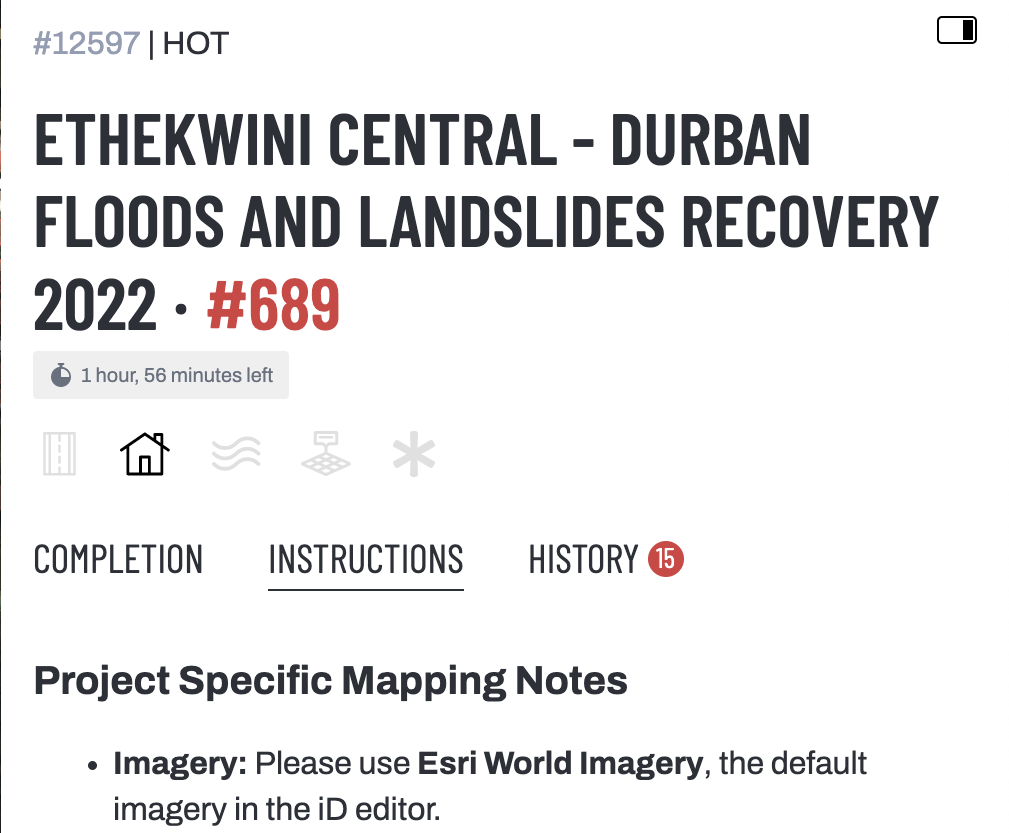 #12597 | HOT
ETHEKWINI CENTRAL - DURBAN
FLOODS AND LANDSLIDES RECOVERY
2022 · #689
1 hour, 56 minutes left
COMPLETION INSTRUCTIONS HISTORY 15
Project Specific Mapping Notes
• Imagery: Please use Esri World Imagery, the default
imagery in the iD editor.